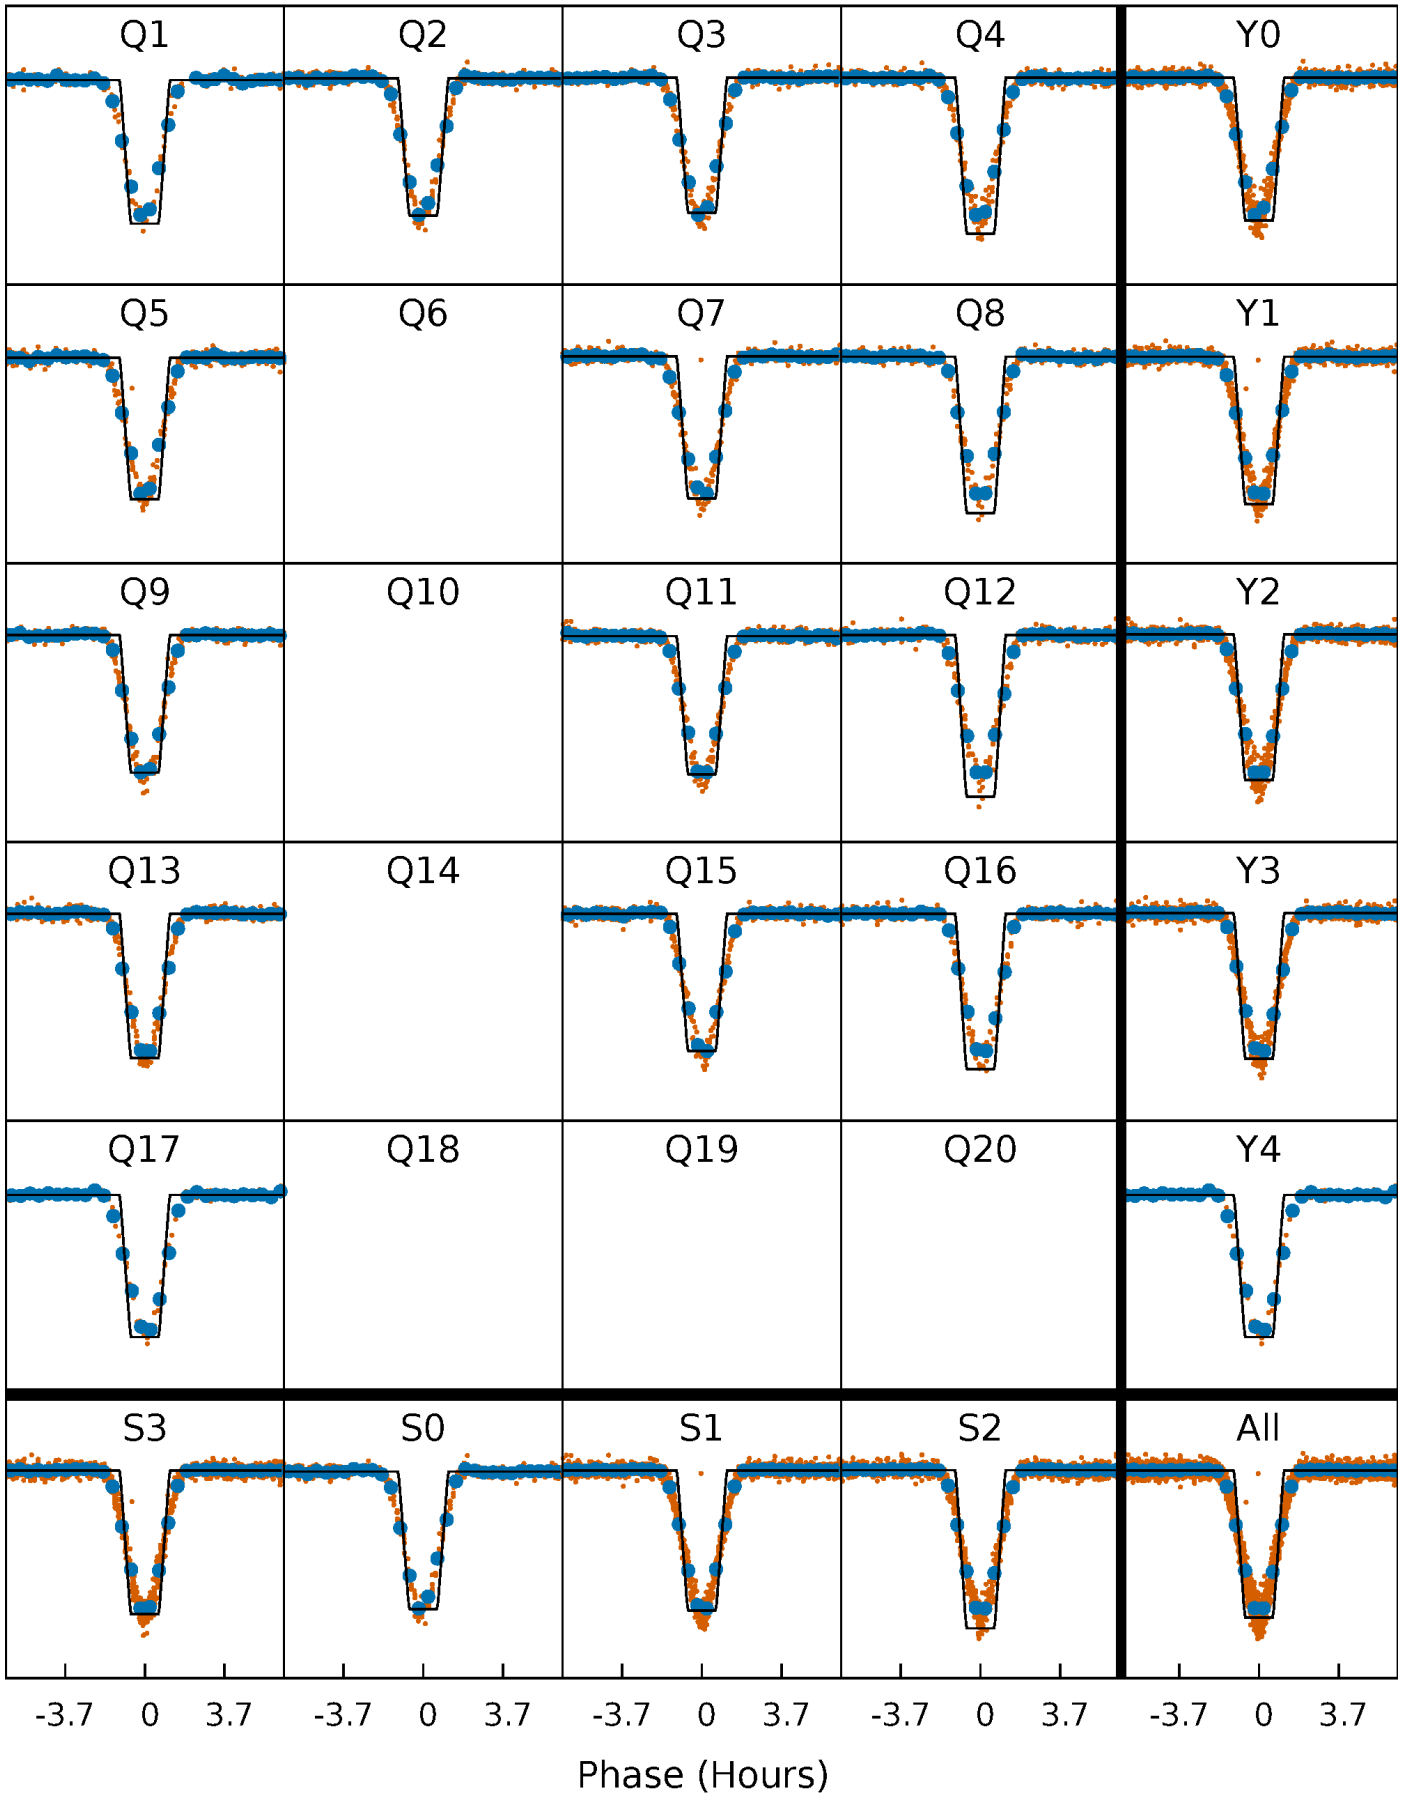 Q1 Q2 Q3 Q4 Y0
Q5 Q6 Q7 Q8 Y1
Q9 Q10 Q11 Q12 Y2
Q13 Q14 Q15 Q16 Y3
Q17 Q18 Q19 Q20 Y4
S3 S0 S1 S2 All
-3.7 0 3.7 -3.7 0 3.7 -3.7 0 3.7 -3.7 0 3.7 -3.7 0 3.7
Phase (Hours)